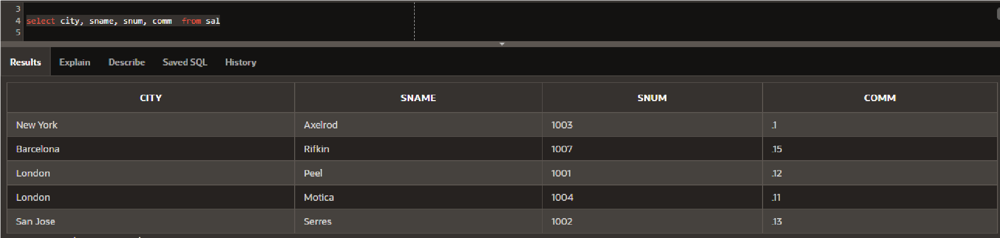 3
4 select city, sname, snum, comm  from sal
5
Results Explain Describe Saved SQL History
CITY SNAME SNUM COMM
New York Axelrod 1003 .1
Barcelona Rifkin 1007 .15
London Peel 1001 .12
London Motica 1004 .11
San Jose Serres 1002 .13